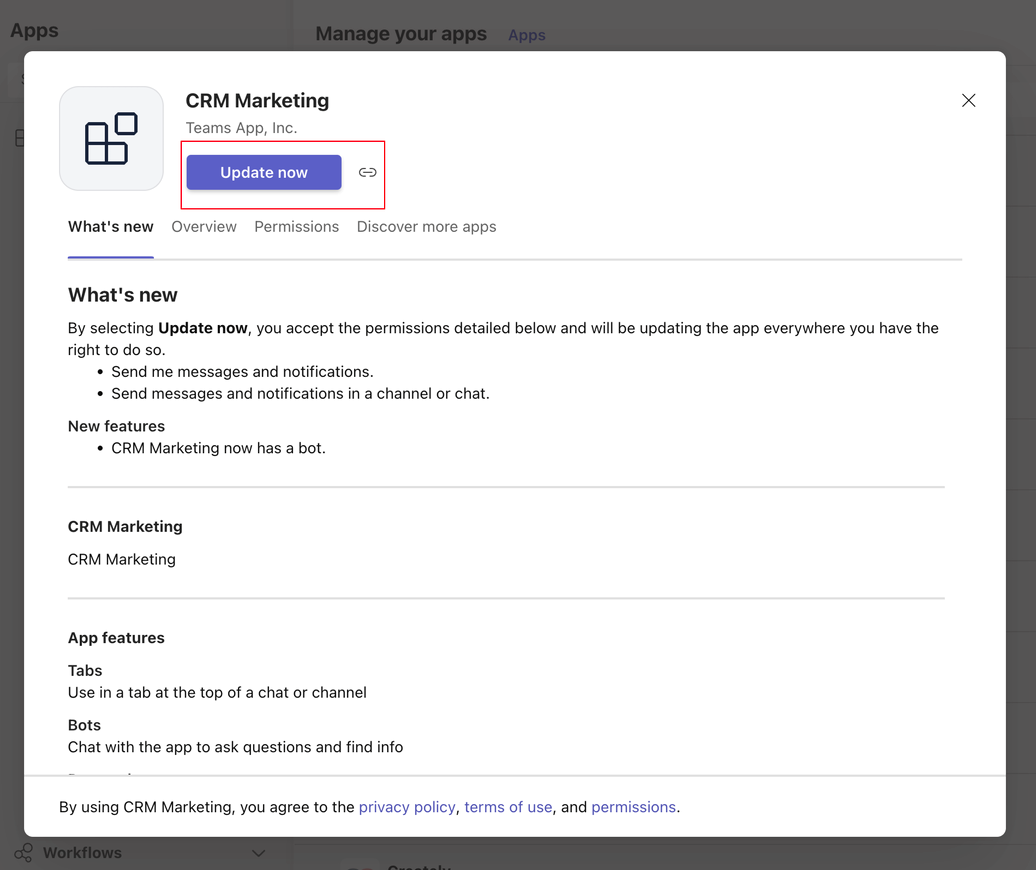 Apps
Manage your apps
Apps
CRM Marketing
Teams App, Inc.
Update now
What's new
Overview
Permissions
Discover more apps
What's new
By selecting Update now, you accept the permissions detailed below and will be updating the app everywhere you have the
right to do so.
• Send me messages and notifications.
• Send messages and notifications in a channel or chat.
New features
• CRM Marketing now has a bot.
CRM Marketing
CRM Marketing
App features
Tabs
Use in a tab at the top of a chat or channel
Bots
Chat with the app to ask questions and find info
By using CRM Marketing, you agree to the privacy policy, terms of use, and permissions.
Workflows